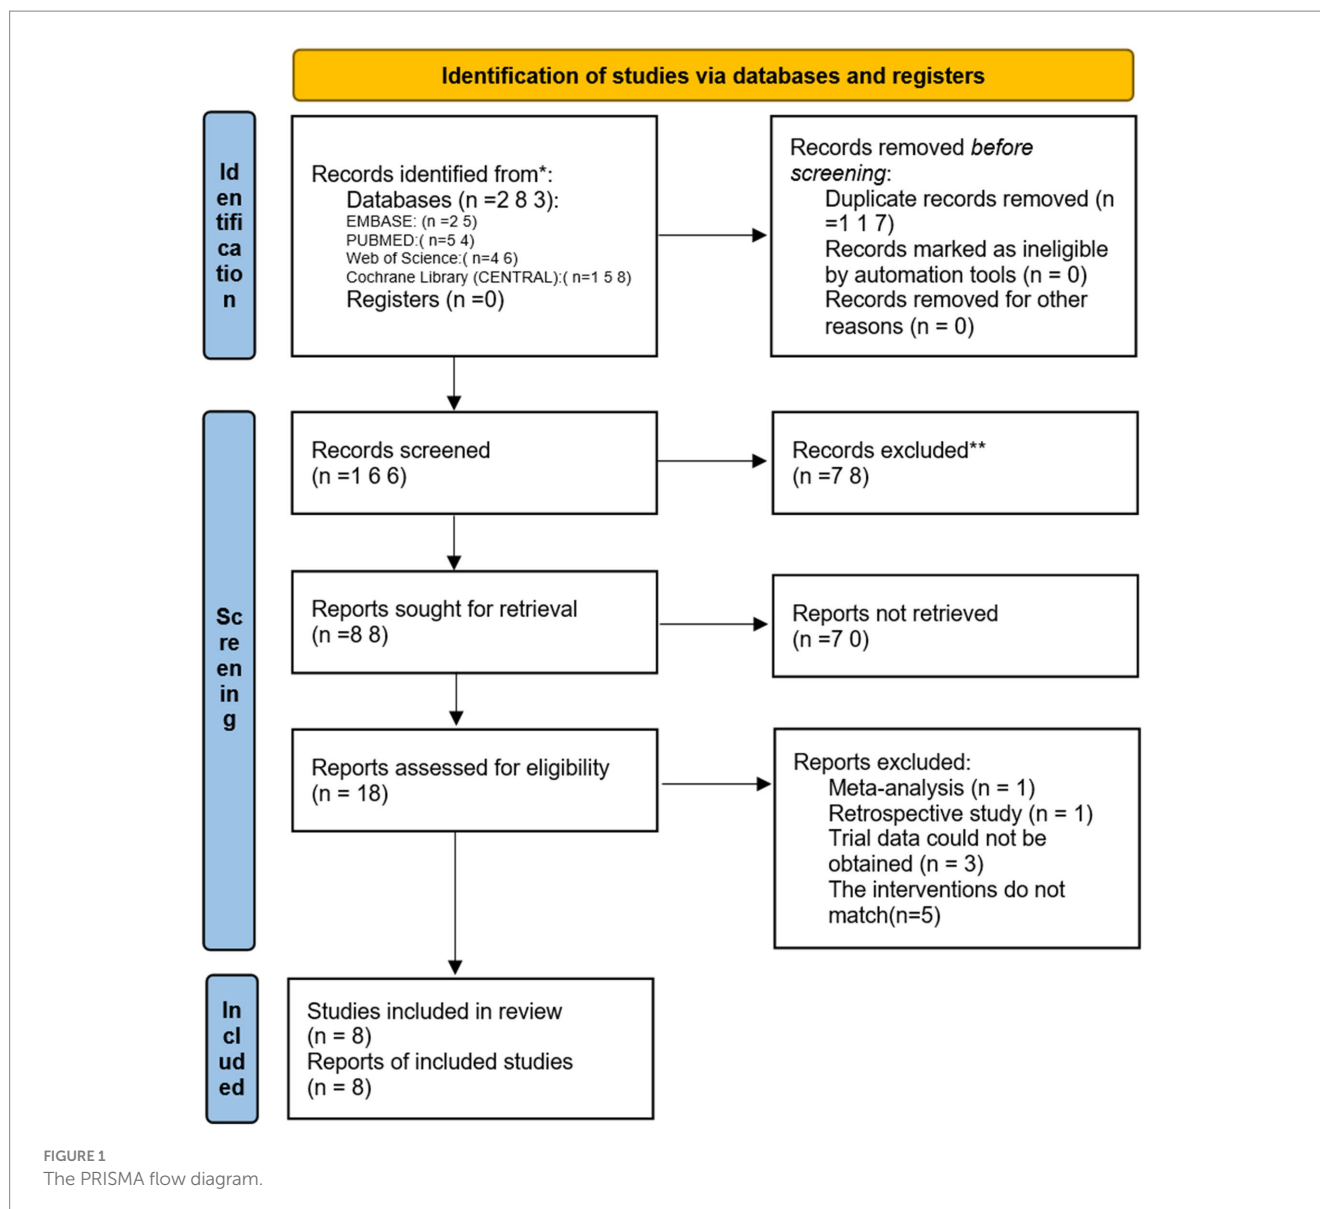 Identification of studies via databases and registers
Id
en
tifi
ca
tio
n
Records identified from*:
Databases (n =2 8 3):
EMBASE: (n =2 5)
PUBMED:( n=5 4)
Web of Science:( n=4 6)
Cochrane Library (CENTRAL):( n=1 5 8)
Registers (n =0)
Records removed before
screening:
Duplicate records removed (n
=1 1 7)
Records marked as ineligible
by automation tools (n = 0)
Records removed for other
reasons (n = 0)
Sc
re
en
in
g
Records screened
(n =1 6 6)
Records excluded**
(n =7 8)
Reports sought for retrieval
(n =8 8)
Reports not retrieved
(n =7 0)
Reports assessed for eligibility
(n = 18)
Reports excluded:
Meta-analysis (n = 1)
Retrospective study (n = 1)
Trial data could not be
obtained (n = 3)
The interventions do not
match(n=5)
In
cl
ud
ed
Studies included in review
(n = 8)
Reports of included studies
(n = 8)
FIGURE 1
The PRISMA flow diagram.